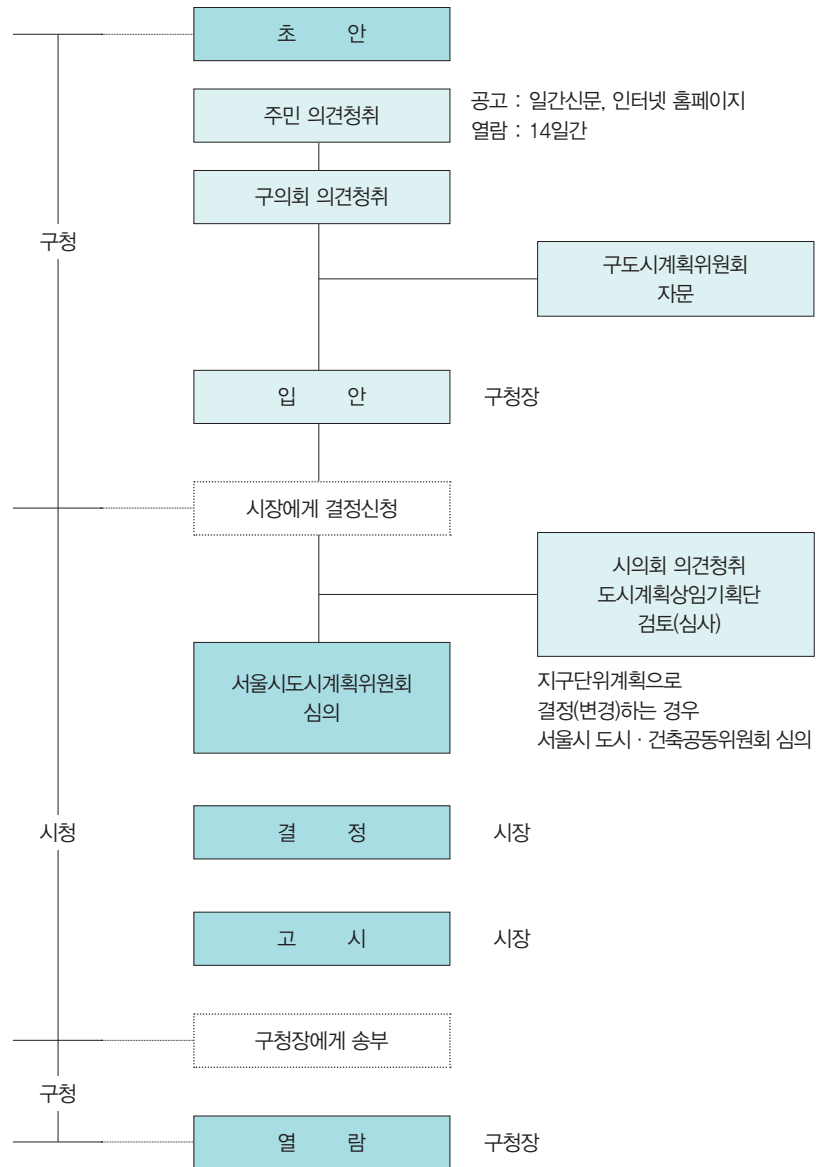 초 안
주민 의견청취
공고 : 일간신문, 인터넷 홈페이지
열람 : 14일간
구의회 의견청취
구청
구도시계획위원회
자문
입 안
구청장
시장에게 결정신청
시의회 의견청취
도시계획상임기획단
검토(심사)
서울시도시계획위원회
심의
지구단위계획으로
결정(변경)하는 경우
서울시 도시 · 건축공동위원회 심의
시청
결 정
시장
고 시
시장
구청장에게 송부
구청
열 람
구청장